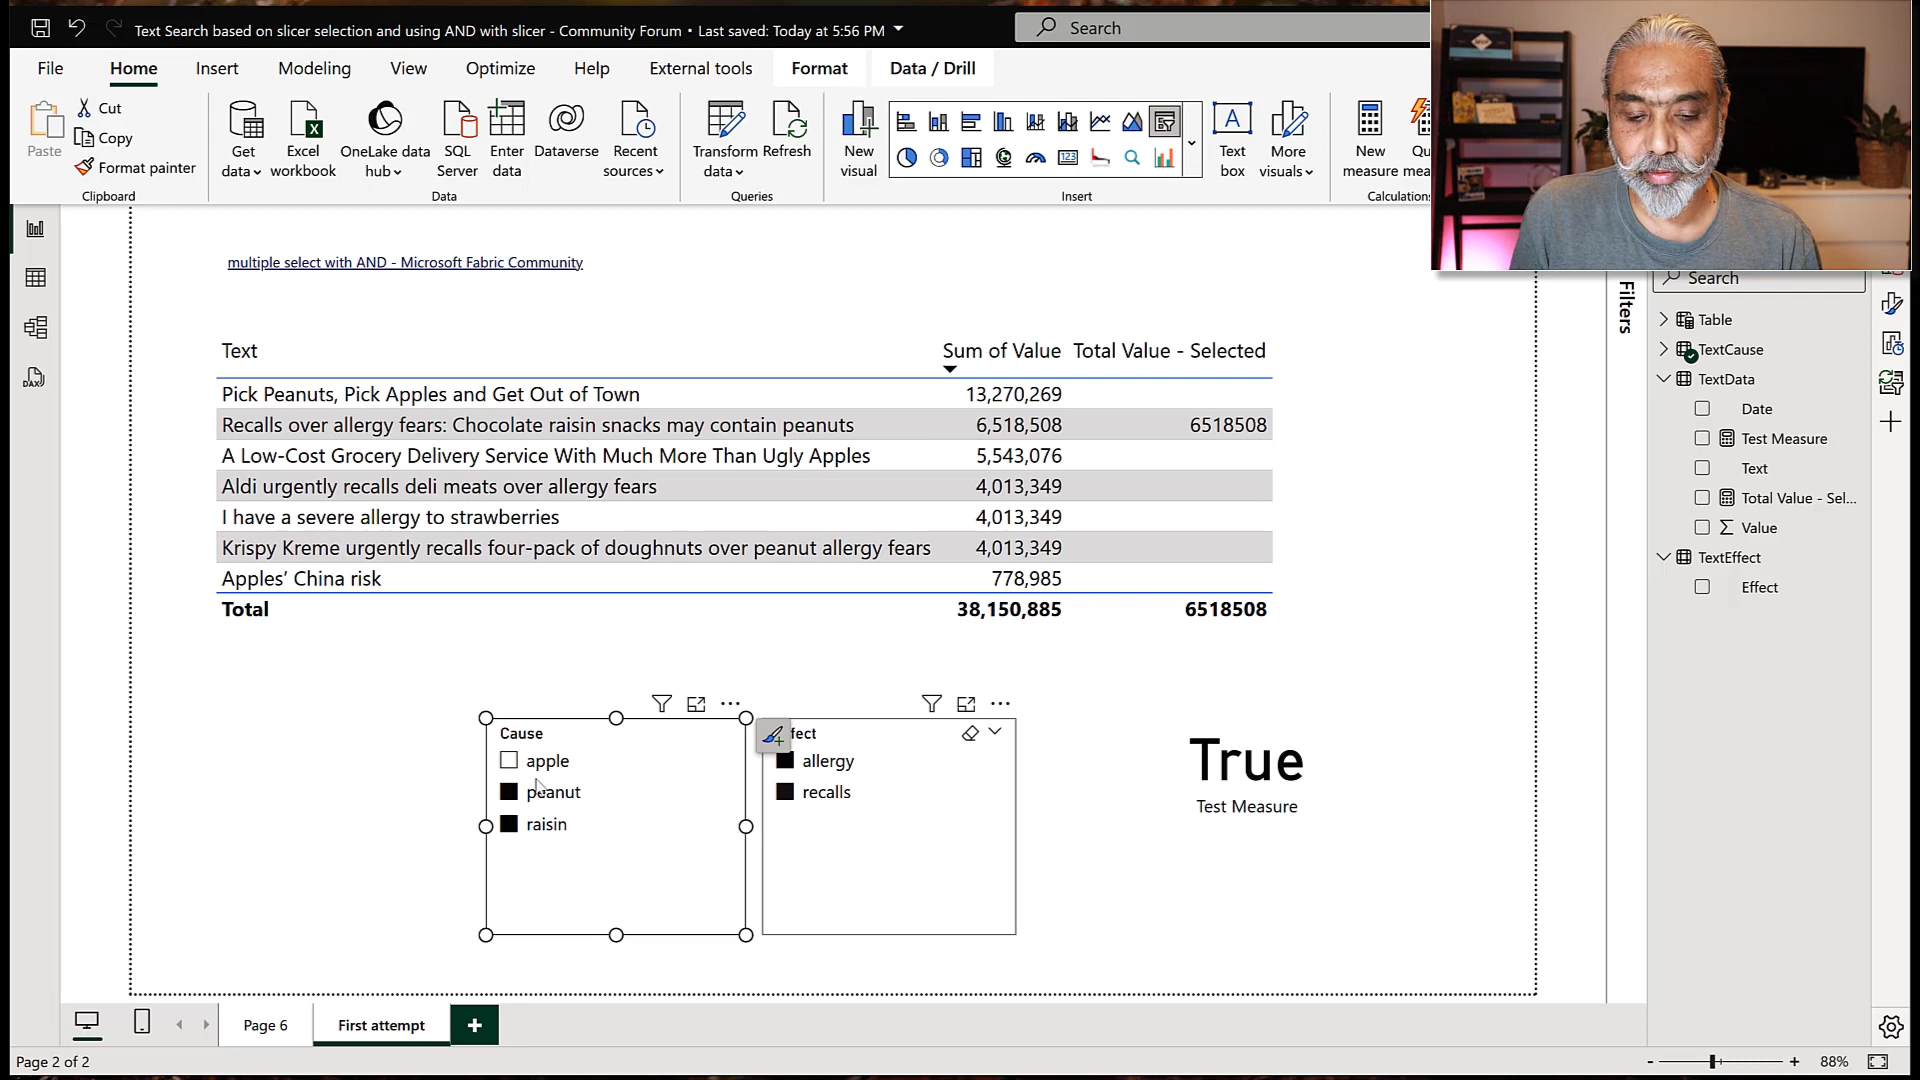 Text Search based on slicer selection and using AND with slicer - Community Forum • Last saved: Today at 5:56 PM
Search
File Home Insert Modeling View Optimize Help External tools Format Data / Drill
Paste
Cut
Copy
Format painter
Clipboard
Get data
Excel workbook
OneLake data hub
SQL Server
Enter data
Dataverse
Recent sources
Data
Transform data
Refresh
Queries
New visual
Text box
More visuals
Insert
New measure
Qu
mea
Calculations
multiple select with AND - Microsoft Fabric Community
Text Sum of Value Total Value - Selected
Pick Peanuts, Pick Apples and Get Out of Town 13,270,269
Recalls over allergy fears: Chocolate raisin snacks may contain peanuts 6,518,508 6518508
A Low-Cost Grocery Delivery Service With Much More Than Ugly Apples 5,543,076
Aldi urgently recalls deli meats over allergy fears 4,013,349
I have a severe allergy to strawberries 4,013,349
Krispy Kreme urgently recalls four-pack of doughnuts over peanut allergy fears 4,013,349
Apples’ China risk 778,985
Total 38,150,885 6518508
Cause
apple
peanut
raisin
fect
allergy
recalls
True
Test Measure
Filters
Search
Table
TextCause
TextData
Date
Test Measure
Text
Total Value - Sel...
Value
TextEffect
Effect
Page 6
First attempt
Page 2 of 2
- + 88%